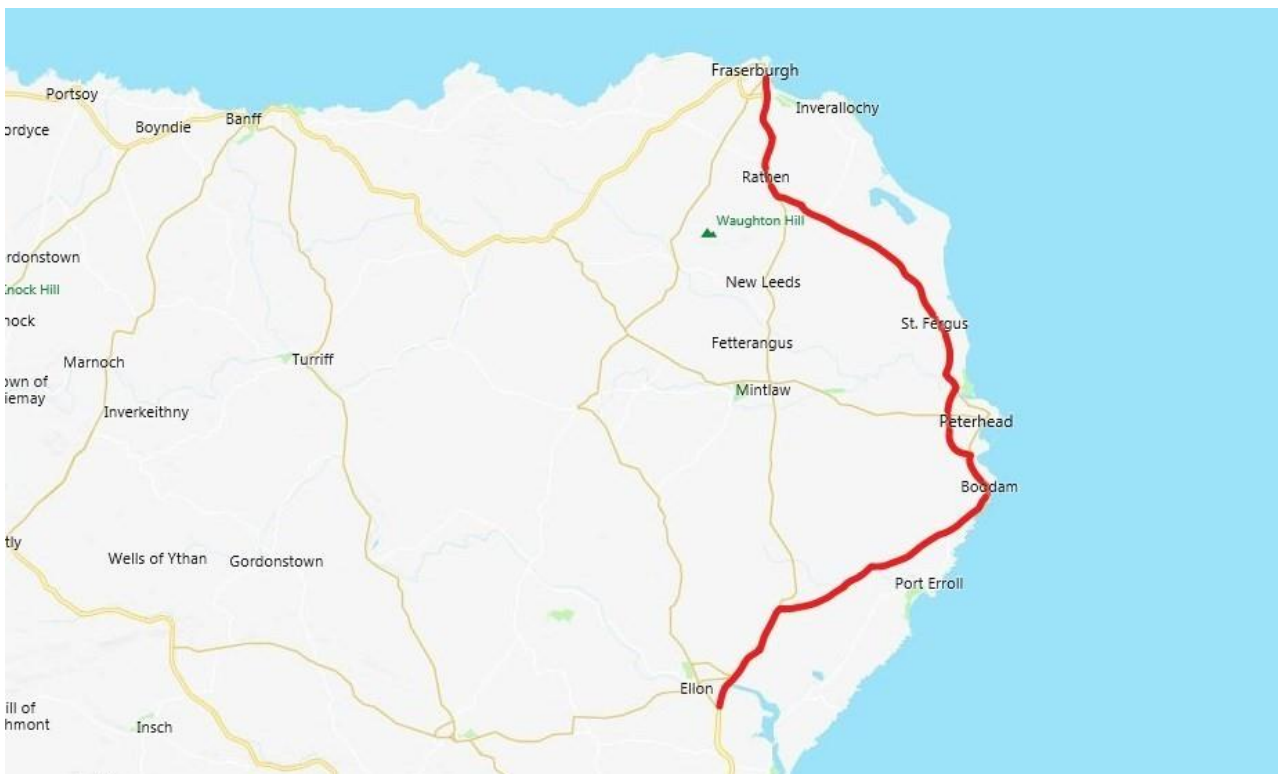 Fraserburgh
Portsoy
Inverallochy
Banff
Boyndie
ordyce
Rathen
Waughton Hill
rdonstown
New Leeds
Knock Hill
nock
St. Fergus
Fetterangus
Turriff
Marnoch
own of
iemay
Mintlaw
Inverkeithny
Peterhead
Boddam
tly
Wells of Ythan
Gordonstown
Port Erroll
Ellon
ill of
hmont
Insch